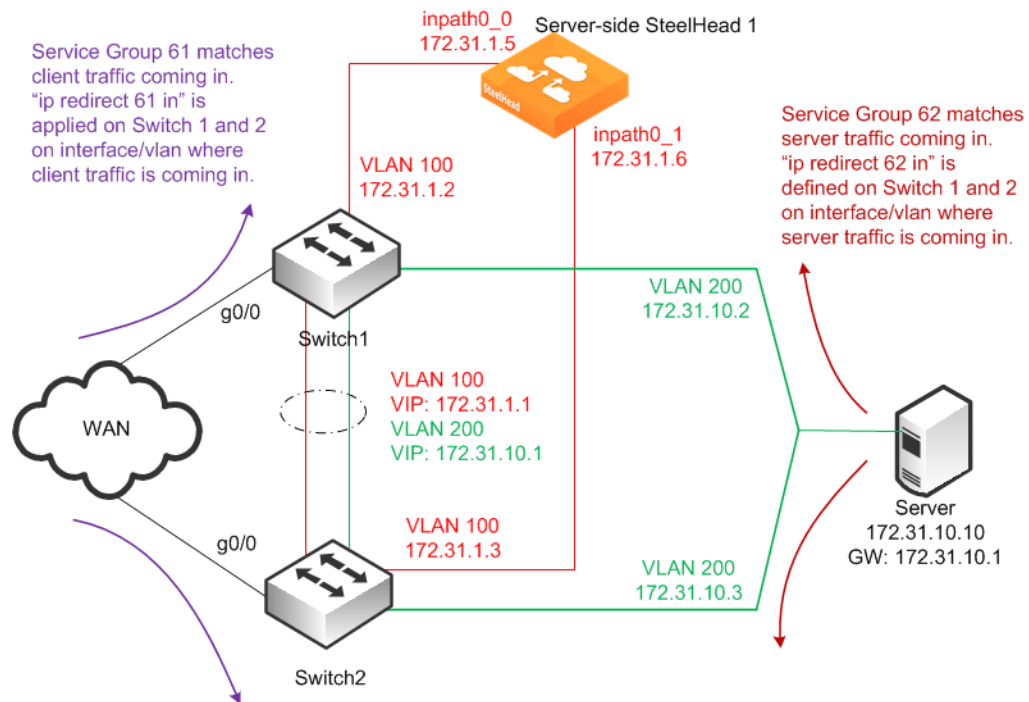 inpath0_0
172.31.1.5
Server-side SteelHead 1
SteelHead
inpath0_1
172.31.1.6
Service Group 61 matches
client traffic coming in.
“ip redirect 61 in” is
applied on Switch 1 and 2
on interface/vlan where
client traffic is coming in.
Service Group 62 matches
server traffic coming in.
“ip redirect 62 in” is
defined on Switch 1 and 2
on interface/vlan where
server traffic is coming in.
VLAN 100
172.31.1.2
g0/0
Switch1
VLAN 200
172.31.10.2
WAN
VLAN 100
VIP: 172.31.1.1
VLAN 200
VIP: 172.31.10.1
Server
172.31.10.10
GW: 172.31.10.1
g0/0
VLAN 100
172.31.1.3
VLAN 200
172.31.10.3
Switch2